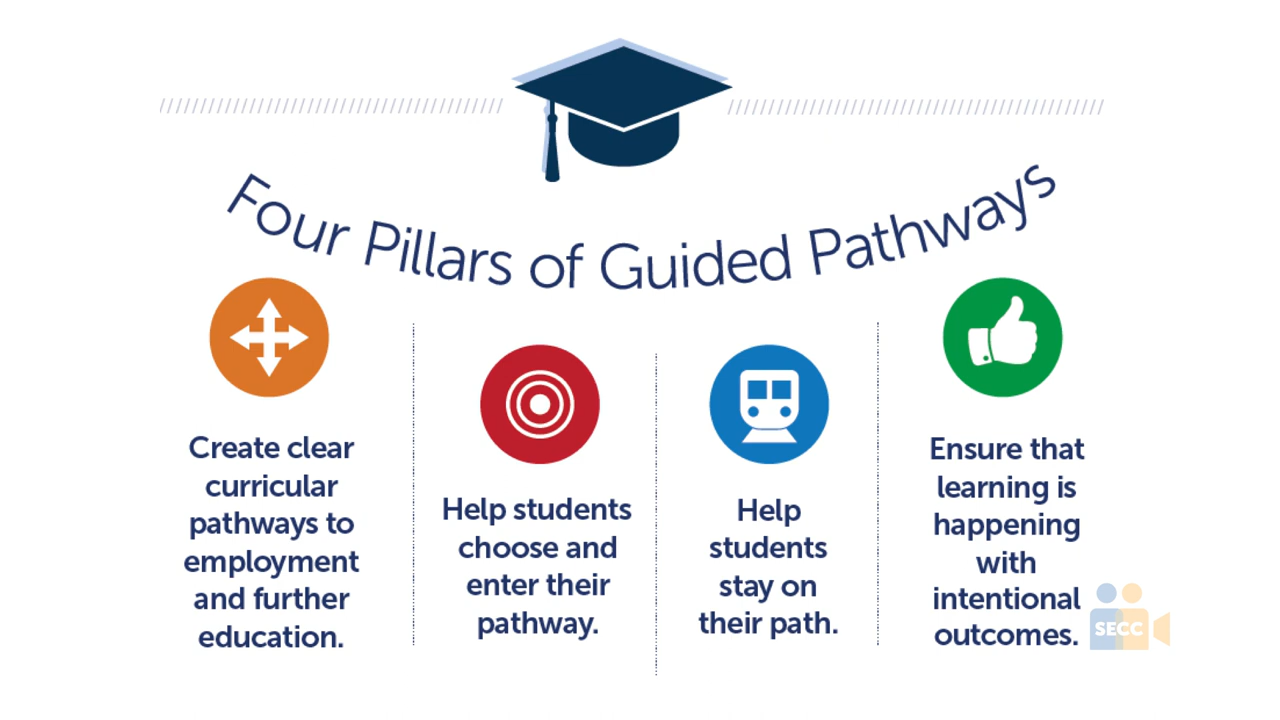 Four Pillars of Guided Pathways
Create clear
curricular
pathways to
employment
and further
education.
Help students
choose and
enter their
pathway.
Help
students
stay on
their path.
Ensure that
learning is
happening
with
intentional
outcomes.
SECC